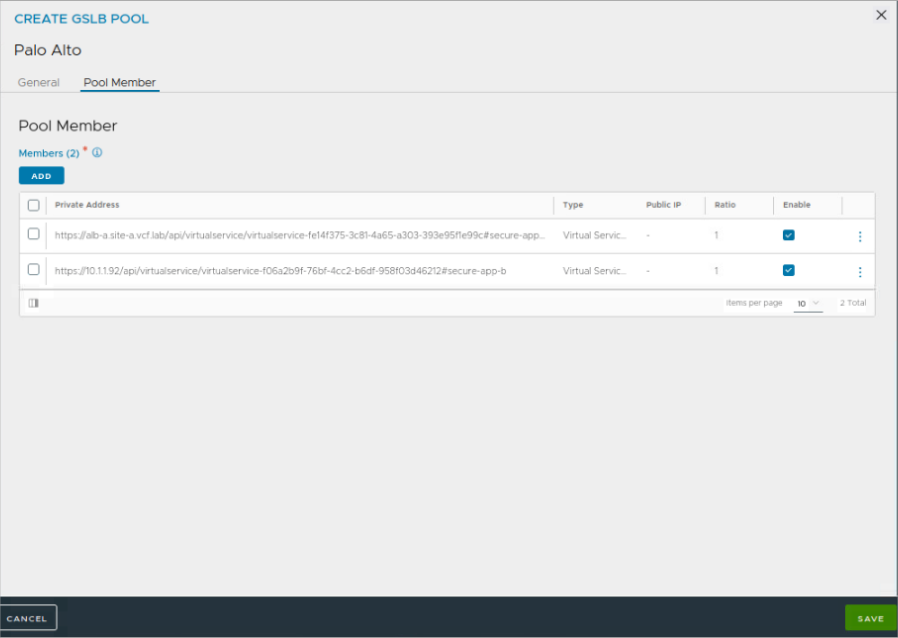 CREATE GSLB POOL
Palo Alto
General Pool Member
Pool Member
Members (2) *
ADD
Private Address Type Public IP Ratio Enable
https://alb-a.site-a.vcf.lab/api/virtualservice/virtualservice-fe14f375-3c81-4a65-a303-393e95f1e99c#secure-app... Virtual Servic... - 1
https://10.1.1.92/api/virtualservice/virtualservice-f06a2b9f-76bf-4cc2-b6df-958f03d46212#secure-app-b Virtual Servic... - 1
Items per page 10 2 Total
CANCEL SAVE